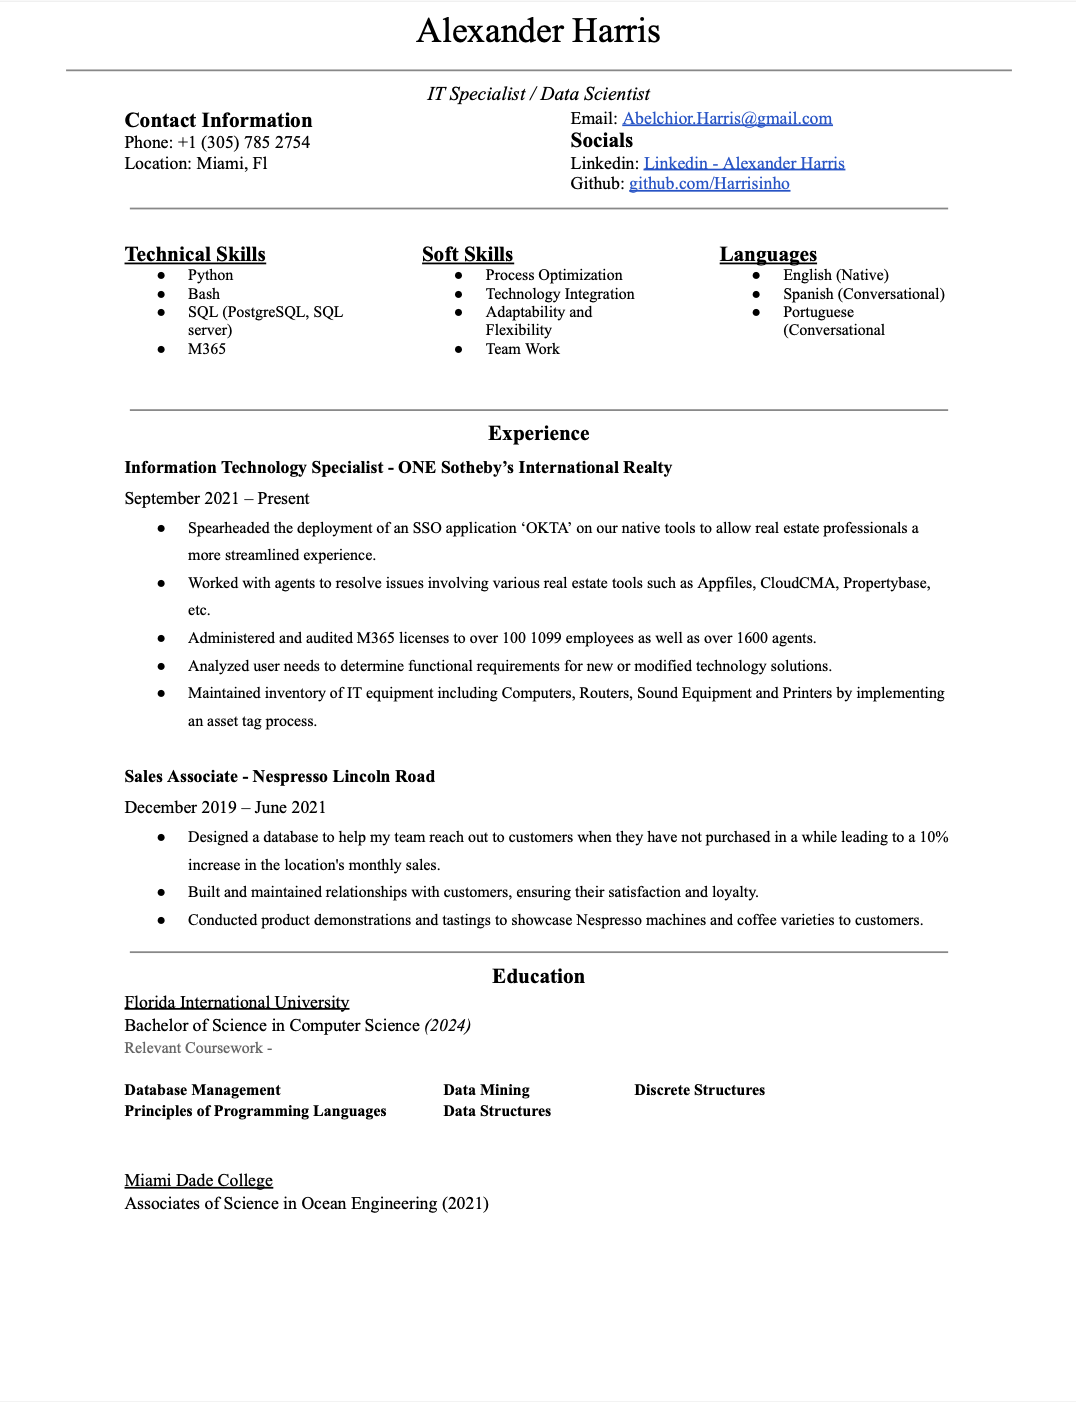 Alexander Harris
IT Specialist / Data Scientist
Contact Information
Phone: +1 (305) 785 2754
Location: Miami, Fl
Email: Abelchior.Harris@gmail.com
Socials
Linkedin: Linkedin - Alexander Harris
Github: github.com/Harrisinho
Technical Skills
● Python
● Bash
● SQL (PostgreSQL, SQL
server)
● M365
Soft Skills
● Process Optimization
● Technology Integration
● Adaptability and
Flexibility
● Team Work
Languages
● English (Native)
● Spanish (Conversational)
● Portuguese
(Conversational
Experience
Information Technology Specialist - ONE Sotheby’s International Realty
September 2021 – Present
● Spearheaded the deployment of an SSO application ‘OKTA’ on our native tools to allow real estate professionals a
more streamlined experience.
● Worked with agents to resolve issues involving various real estate tools such as Appfiles, CloudCMA, Propertybase,
etc.
● Administered and audited M365 licenses to over 100 1099 employees as well as over 1600 agents.
● Analyzed user needs to determine functional requirements for new or modified technology solutions.
● Maintained inventory of IT equipment including Computers, Routers, Sound Equipment and Printers by implementing
an asset tag process.
Sales Associate - Nespresso Lincoln Road
December 2019 – June 2021
● Designed a database to help my team reach out to customers when they have not purchased in a while leading to a 10%
increase in the location's monthly sales.
● Built and maintained relationships with customers, ensuring their satisfaction and loyalty.
● Conducted product demonstrations and tastings to showcase Nespresso machines and coffee varieties to customers.
Education
Florida International University
Bachelor of Science in Computer Science (2024)
Relevant Coursework -
Database Management Data Mining Discrete Structures
Principles of Programming Languages Data Structures
Miami Dade College
Associates of Science in Ocean Engineering (2021)